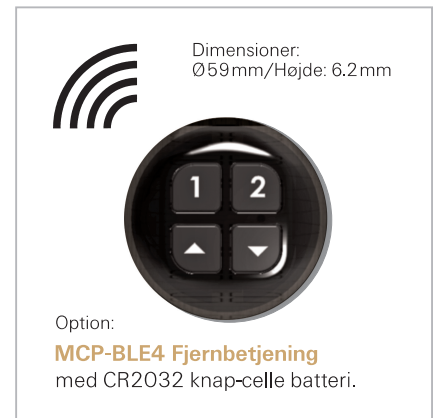 Dimensioner:
Ø59mm/Højde: 6.2mm
1 2
Option:
MCP-BLE4 Fjernbetjening
med CR2032 knap-celle batteri.